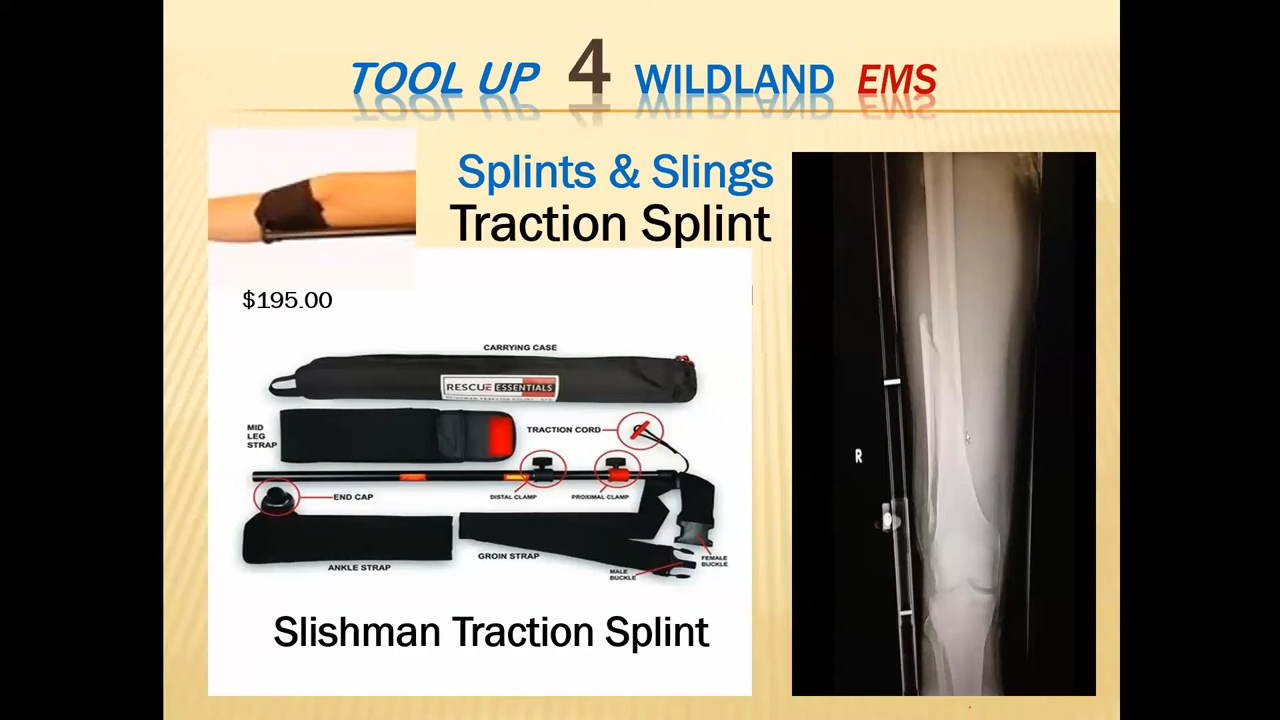 TOOL UP 4 WILDLAND EMS
Splints & Slings
Traction Splint
$195.00
CARRYING CASE
RESCUE ESSENTIALS
MID
LEG
STRAP
TRACTION CORD
END CAP
DISTAL CLAMP
PROXIMAL CLAMP
GROIN STRAP
ANKLE STRAP
MALE
BUCKLE
FEMALE
BUCKLE
Slishman Traction Splint
R